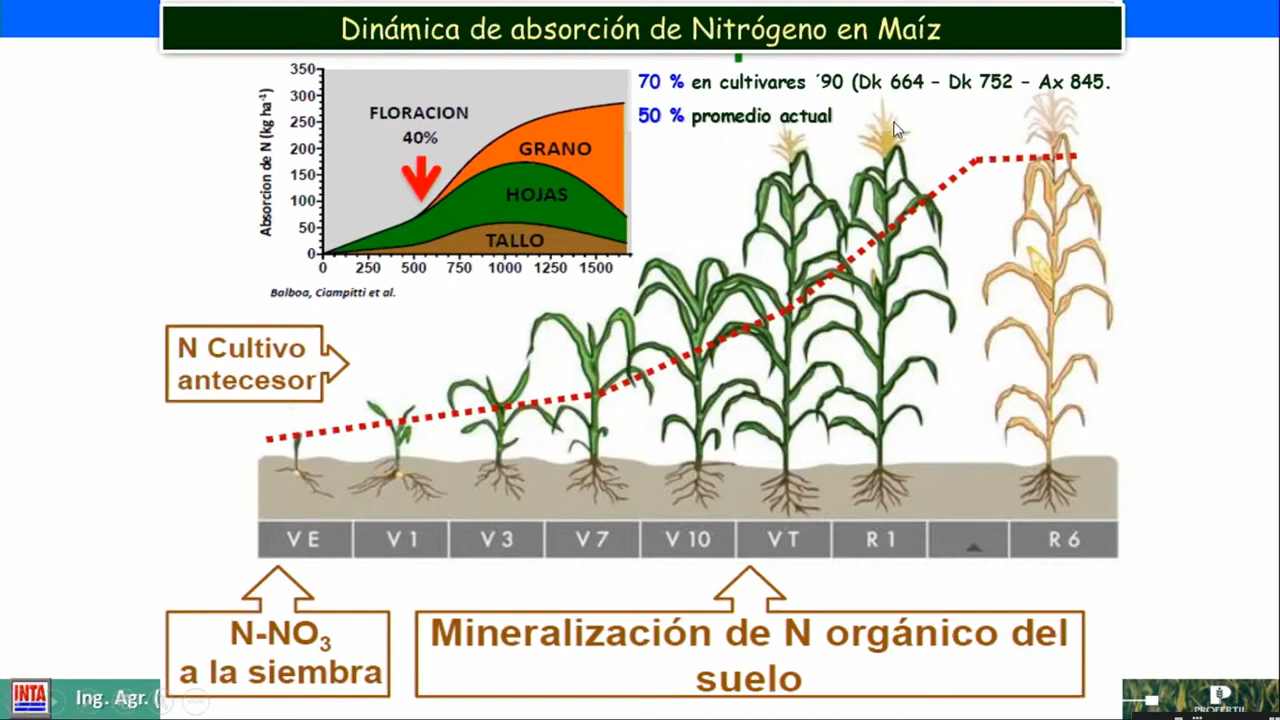 Dinámica de absorción de Nitrógeno en Maíz
70 % en cultivares ´90 (Dk 664 – Dk 752 – Ax 845.
50 % promedio actual
Absorcion de N (kg ha-1)
350
300
250
200
150
100
50
0
FLORACION
40%
GRANO
HOJAS
TALLO
0 250 500 750 1000 1250 1500
Balboa, Ciampitti et al.
N Cultivo
antecesor
V E V 1 V 3 V 7 V 10 V T R 1 R 6
N-NO3
a la siembra
Mineralización de N orgánico del
suelo
INTA
Ing. Agr. (
PROFERTIL